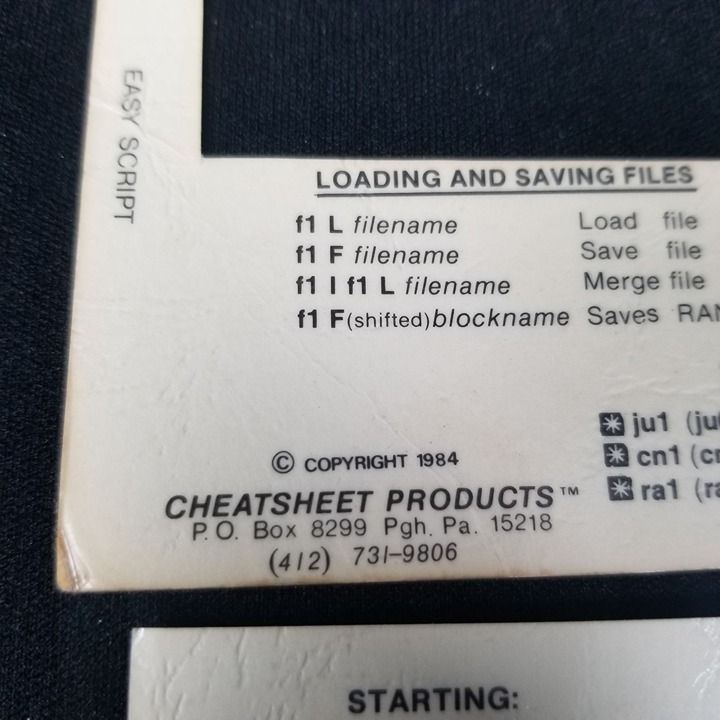 EASY SCRIPT
LOADING AND SAVING FILES
f1 L filename Load file
f1 F filename Save file
f1 I f1 L filename Merge file
f1 F(shifted)blockname Saves
ju1
cn1
ra1
© COPYRIGHT 1984
CHEATSHEET PRODUCTS™
P.O. Box 8299 Pgh. Pa. 15218
(412) 731-9806
STARTING: